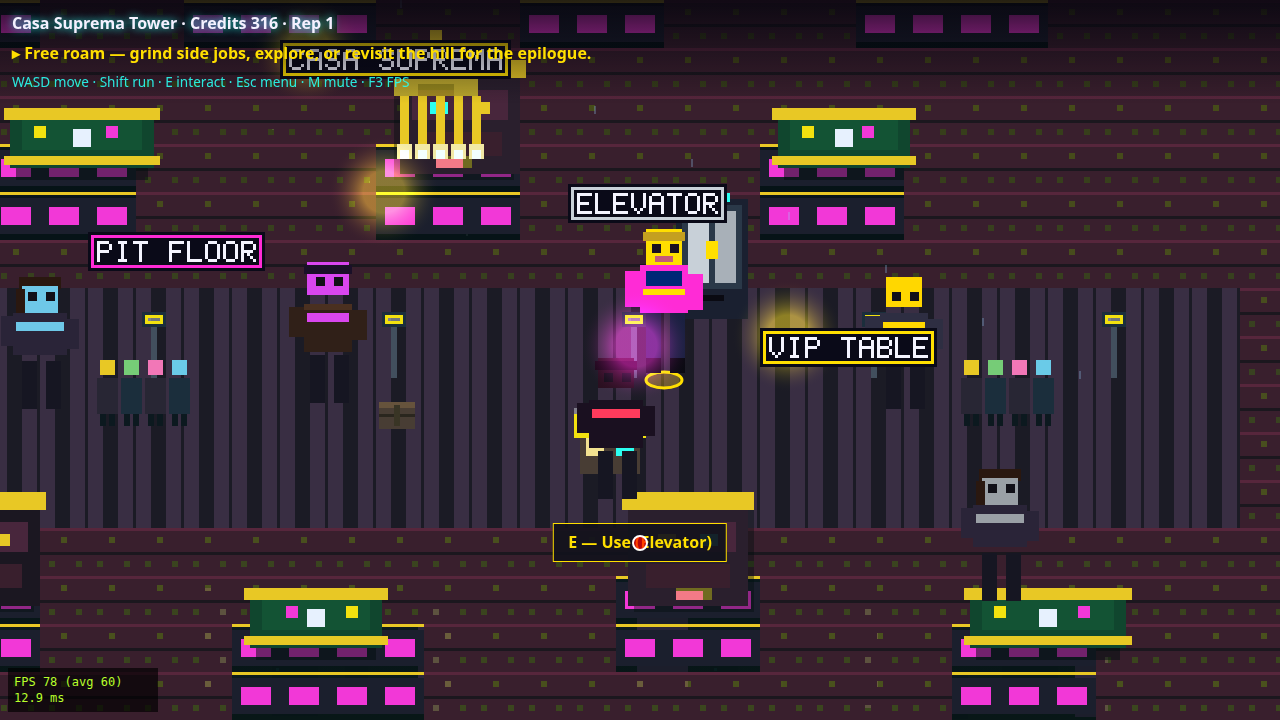 Casa Suprema Tower · Credits 316 · Rep 1
▸ Free roam — grind side jobs, explore, or revisit the hill for the epilogue.
CASA SUPREMA
WASD move · Shift run · E interact · Esc menu · M mute · F3 FPS
ELEVATOR
PIT FLOOR
VIP TABLE
E — Use (Elevator)
FPS 78 (avg 60)
12.9 ms